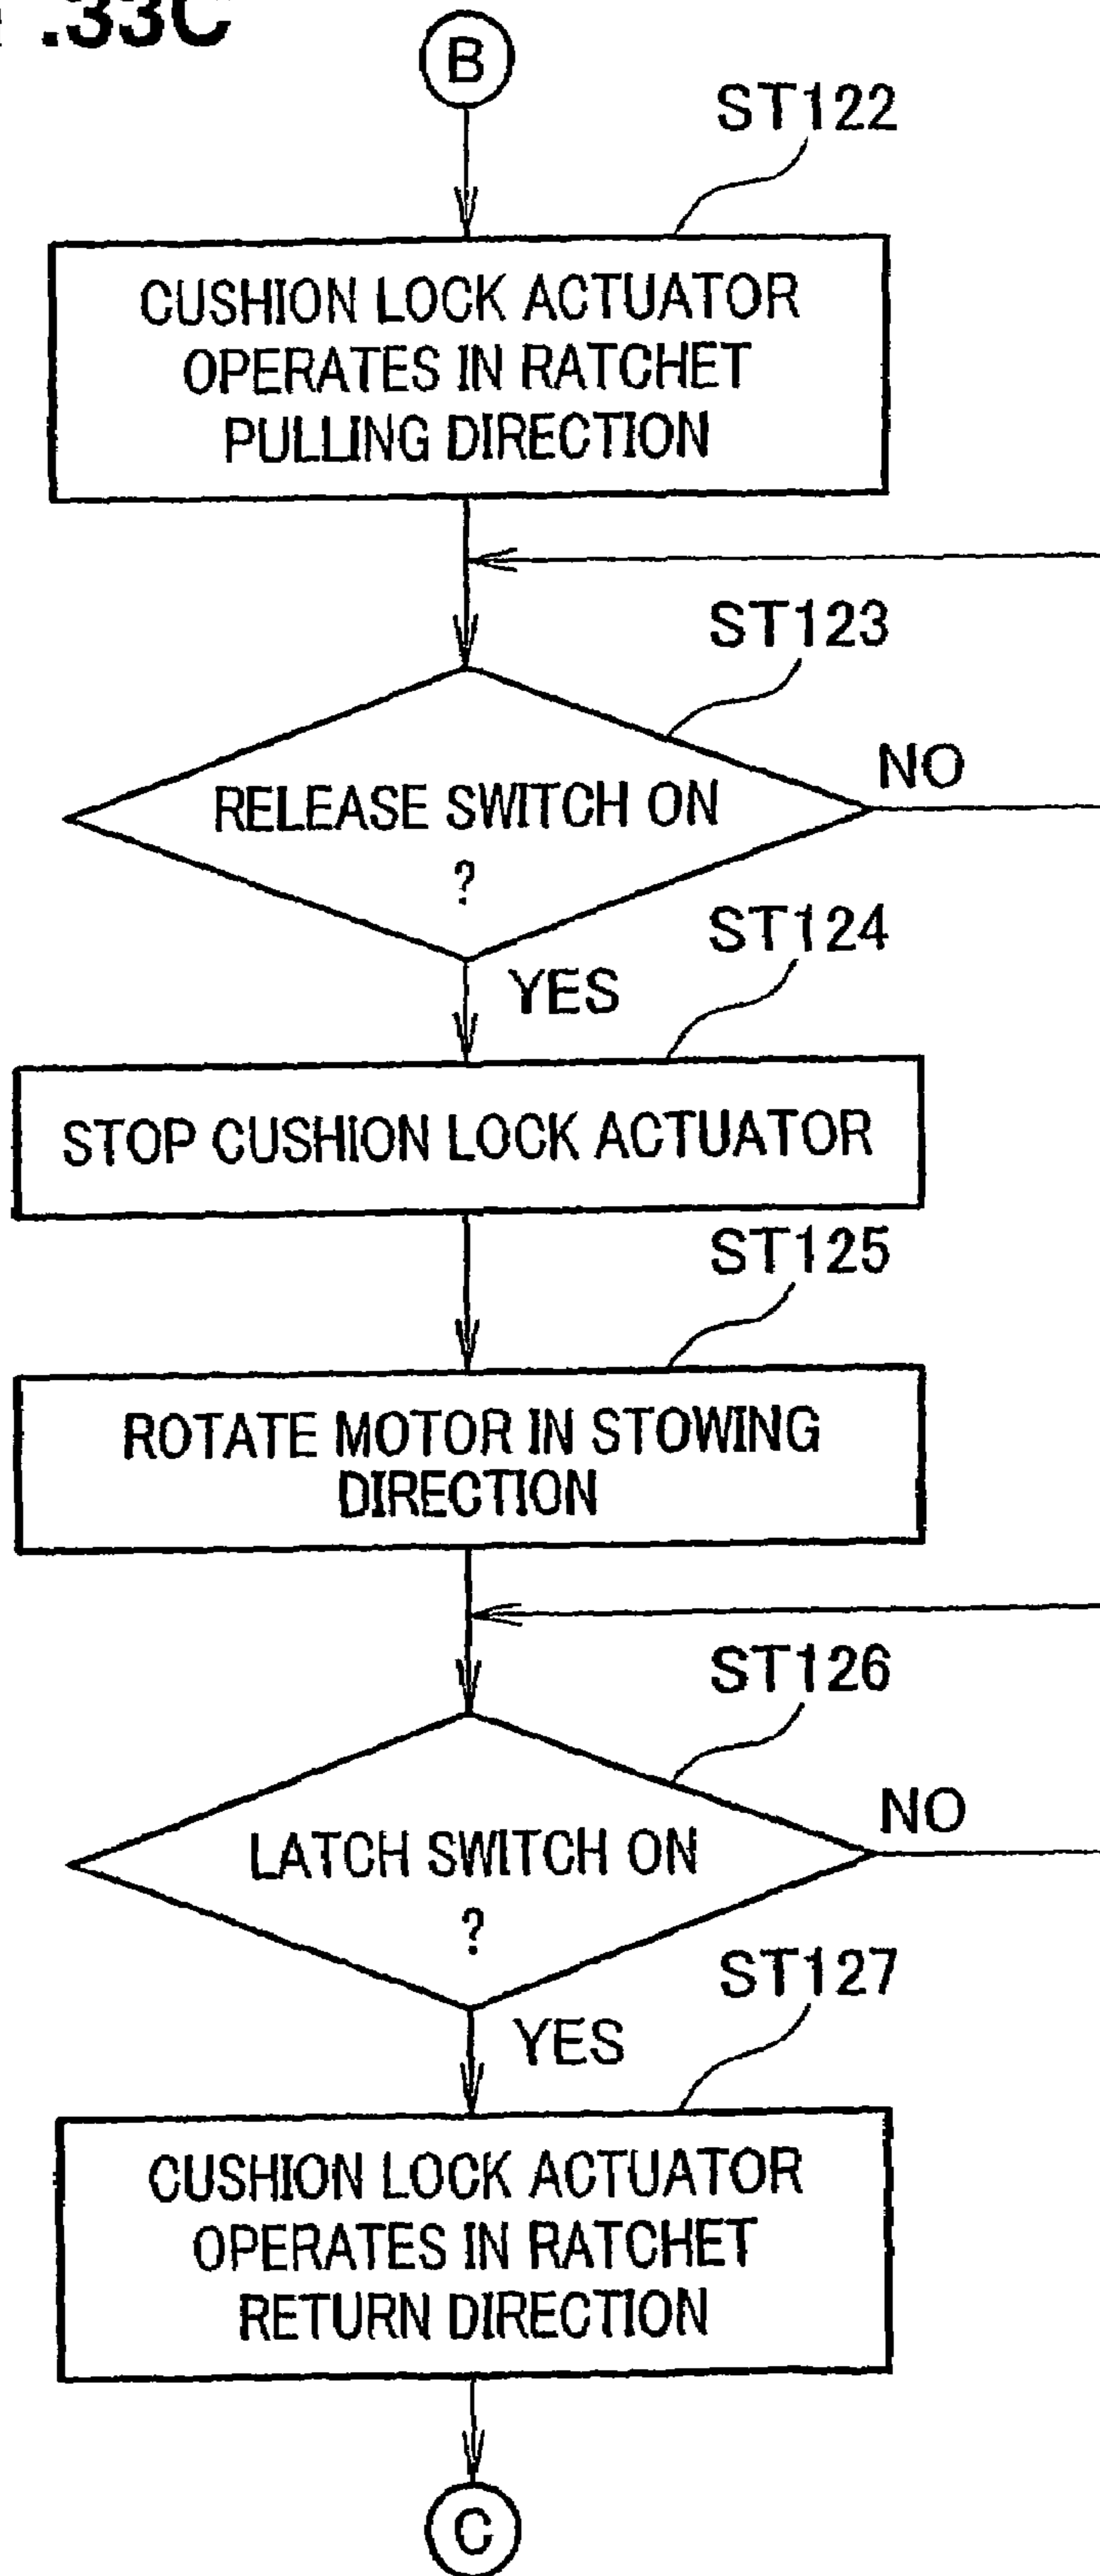 .33C
B
ST122
CUSHION LOCK ACTUATOR
OPERATES IN RATCHET
PULLING DIRECTION
ST123
RELEASE SWITCH ON
?
NO
YES
ST124
STOP CUSHION LOCK ACTUATOR
ST125
ROTATE MOTOR IN STOWING
DIRECTION
ST126
LATCH SWITCH ON
?
NO
YES
ST127
CUSHION LOCK ACTUATOR
OPERATES IN RATCHET
RETURN DIRECTION
C